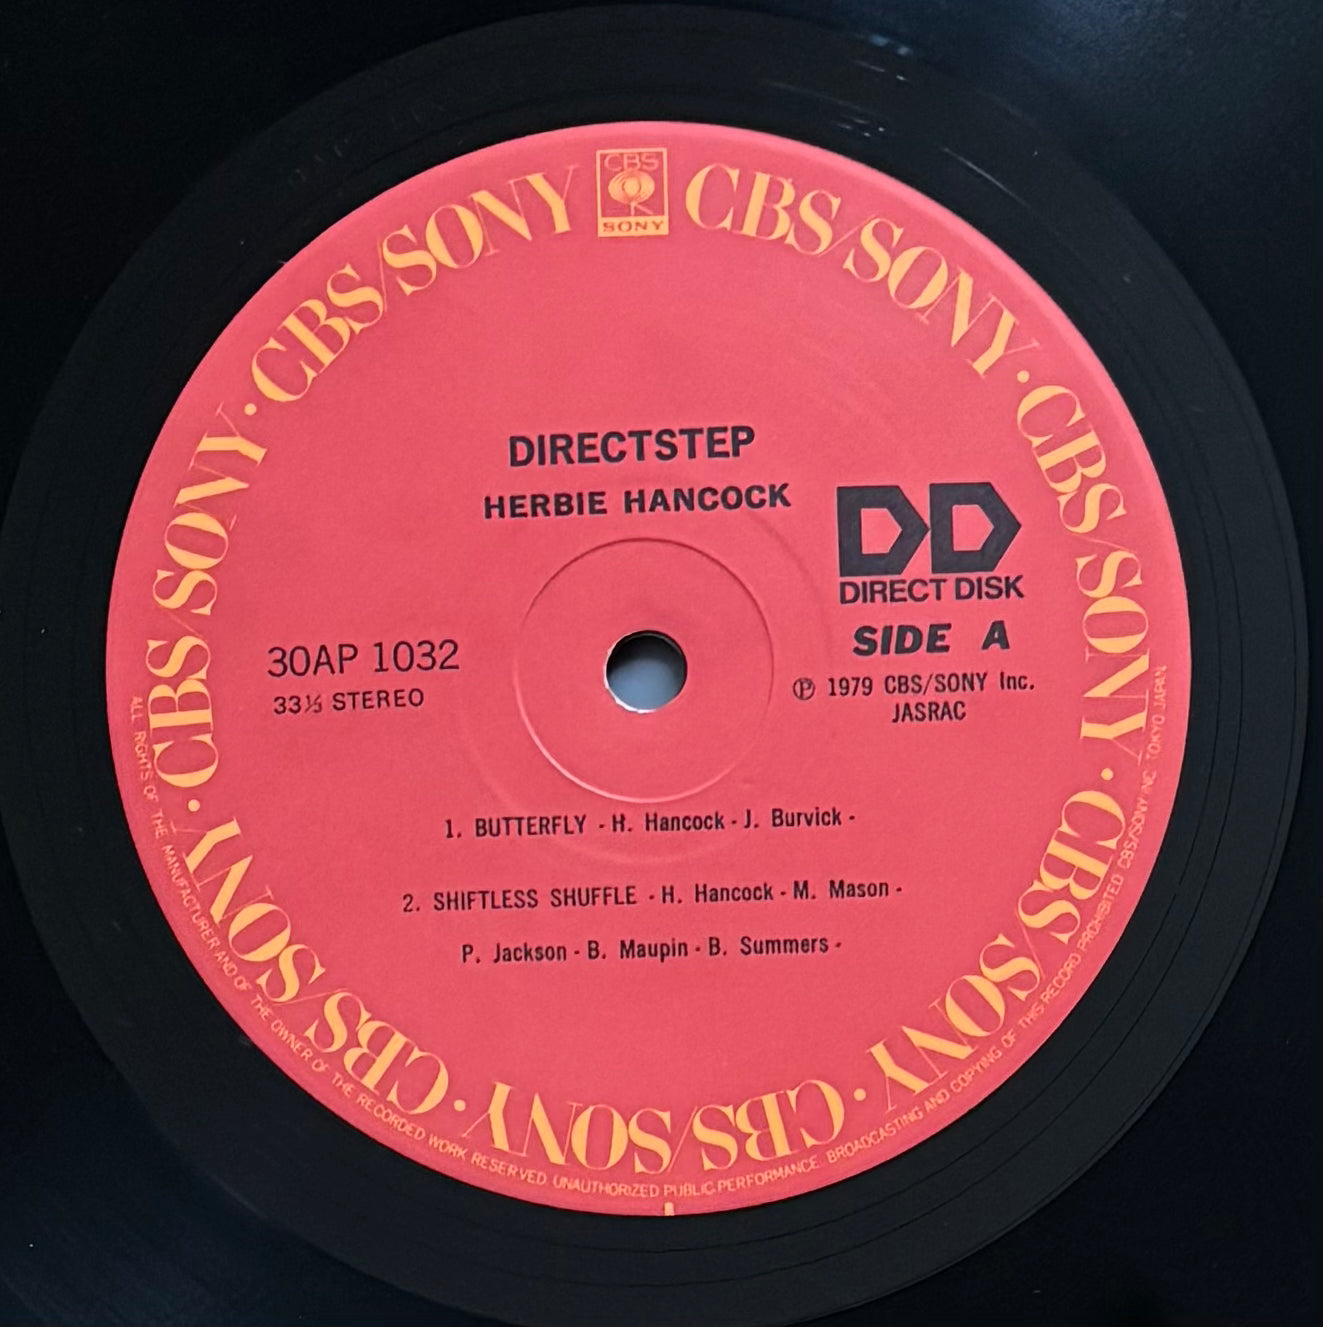 CBS
SONY
CBS/SONY · CBS/SONY · CBS/SONY · CBS/SONY · CBS/SONY · CBS/SONY · CBS/SONY
DIRECTSTEP
HERBIE HANCOCK
DD
DIRECT DISK
SIDE A
30AP 1032
33⅓ STEREO
Ⓟ 1979 CBS/SONY Inc.
JASRAC
1. BUTTERFLY - H. Hancock - J. Burvick -
2. SHIFTLESS SHUFFLE - H. Hancock - M. Mason -
P. Jackson - B. Maupin - B. Summers -
ALL RIGHTS OF THE MANUFACTURER AND OF THE OWNER OF THE RECORDED WORK RESERVED. UNAUTHORIZED PUBLIC PERFORMANCE. BROADCASTING AND COPYING OF THIS RECORD PROHIBITED CBS/SONY INC. TOKYO JAPAN